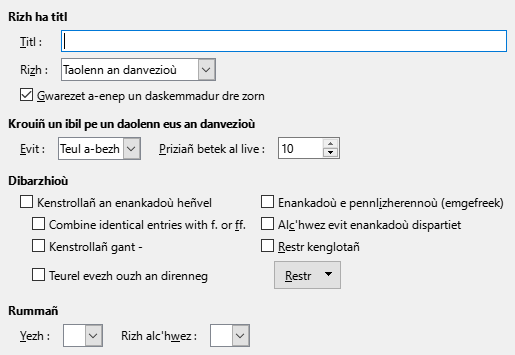 Rizh ha titl
Titl :
Rizh : Taolenn an danvezioù
Gwarezet a-enep un daskemmadur dre zorn
Krouiñ un ibil pe un daolenn eus an danvezioù
Evit : Teul a-bezh Priziañ betek al live : 10
Dibarzhioù
Kenstrollañ an enankadoù heñvel Enankadoù e pennlizherennoù (emgefreek)
Combine identical entries with f. or ff. Alc'hwez evit enankadoù dispartiet
Kenstrollañ gant - Restr kenglotañ
Teurel evezh ouzh an direnneg Restr
Rummañ
Yezh : Rizh alc'hwez :